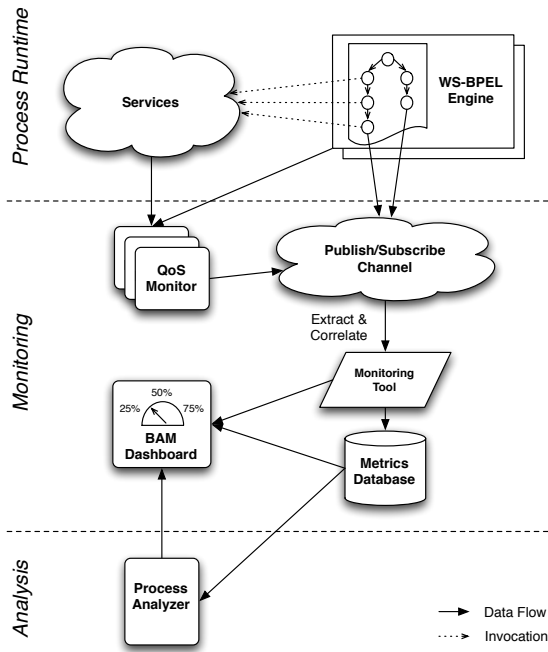 Process Runtime
Services
WS-BPEL
Engine
Monitoring
QoS
Monitor
Publish/Subscribe
Channel
Extract &
Correlate
Monitoring
Tool
50%
25%
75%
BAM
Dashboard
Metrics
Database
Analysis
Process
Analyzer
Data Flow
Invocation